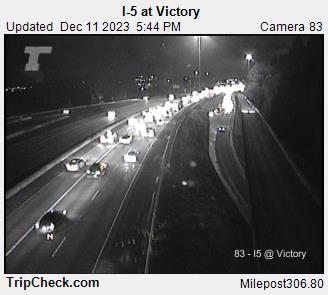 I-5 at Victory
Updated Dec 11 2023 5:44 PM Camera 83
T
N
83 - I5 @ Victory
TripCheck.com Milepost306.80